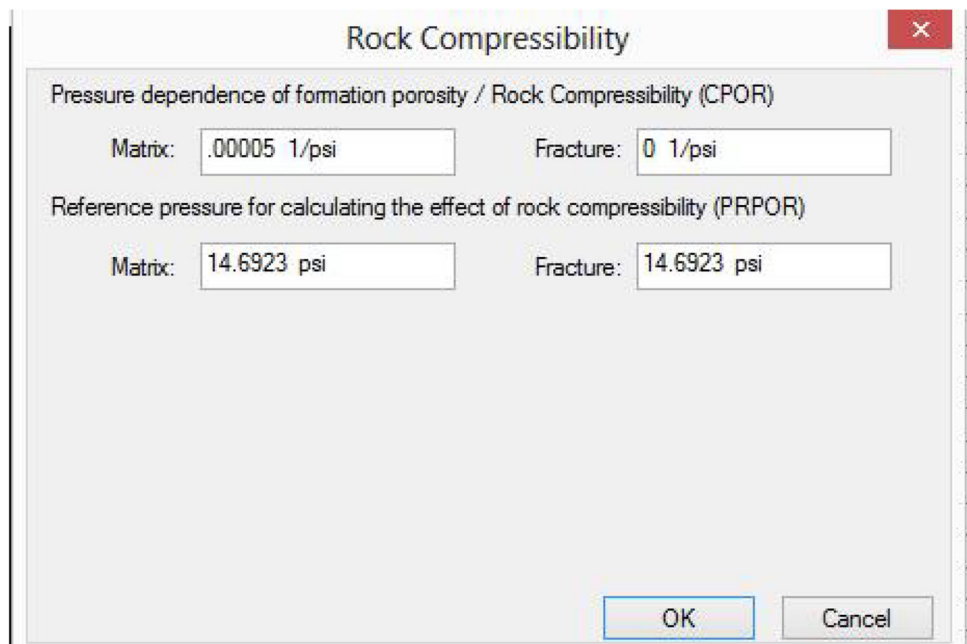 Rock Compressibility
Pressure dependence of formation porosity / Rock Compressibility (CPOR)
Matrix: .00005 1/psi Fracture: 0 1/psi
Reference pressure for calculating the effect of rock compressibility (PRPOR)
Matrix: 14.6923 psi Fracture: 14.6923 psi
OK Cancel